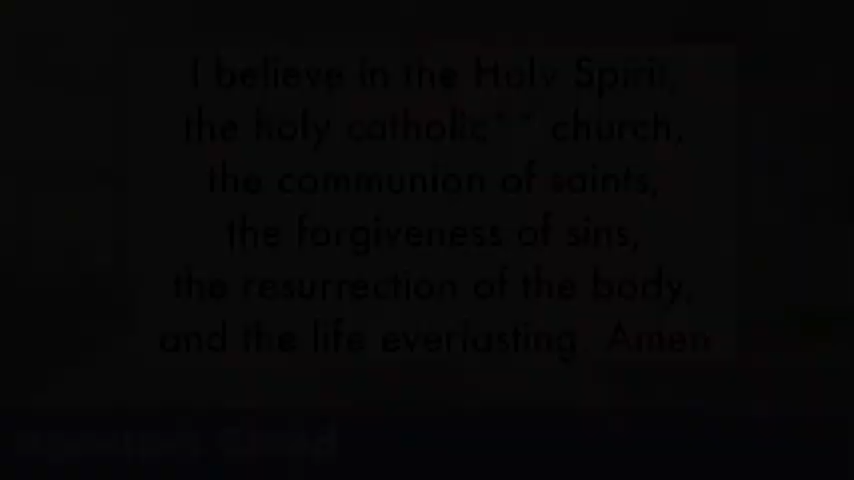 I believe in the Holy Spirit,
the holy catholic** church,
the communion of saints,
the forgiveness of sins,
the resurrection of the body,
and the life everlasting. Amen